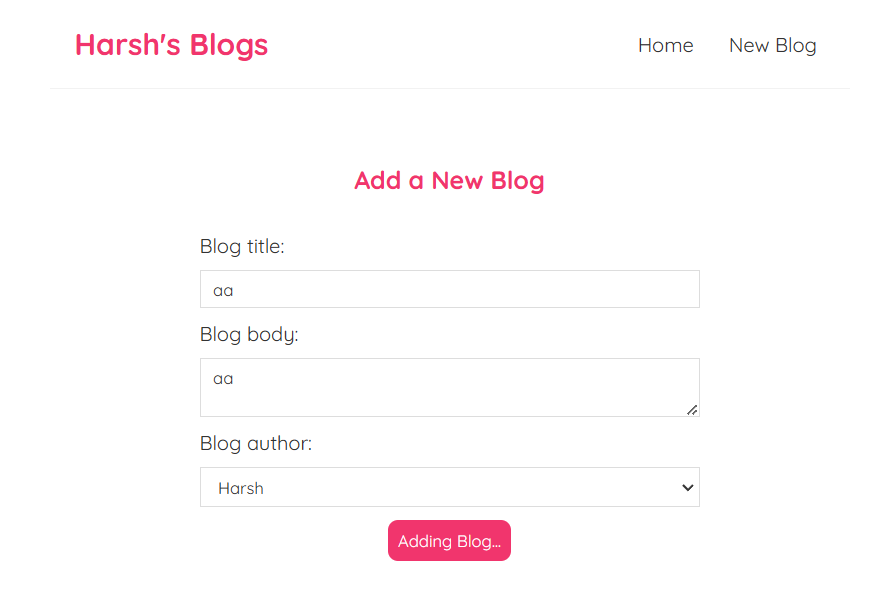 Harsh's Blogs Home New Blog
Add a New Blog
Blog title:
aa
Blog body:
aa
Blog author:
Harsh
Adding Blog...